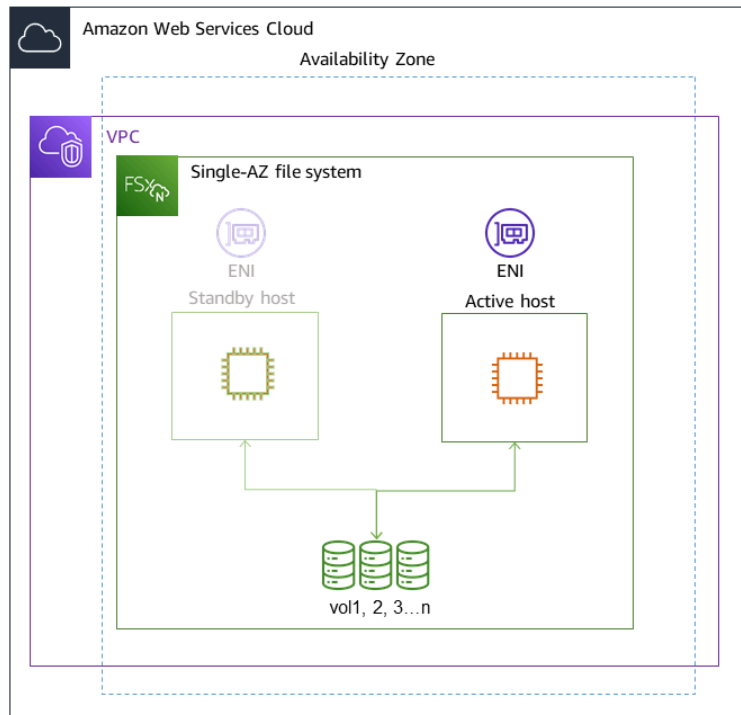 Amazon Web Services Cloud
Availability Zone
VPC
FSx
N
Single-AZ file system
ENI
ENI
Standby host
Active host
vol1, 2, 3...n